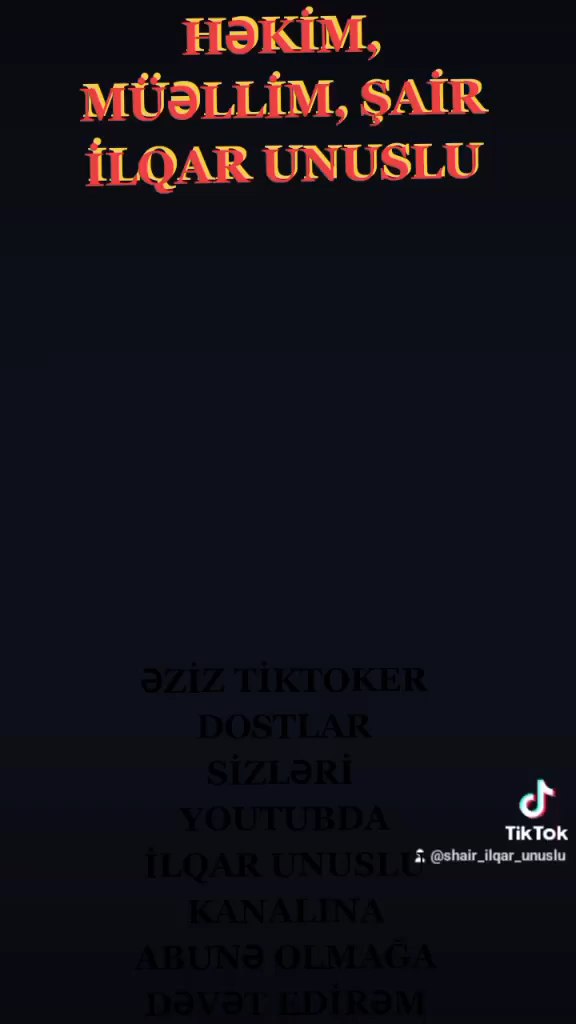 HƏKİM,
MÜƏLLİM, ŞAİR
İLQAR UNUSLU
ƏZİZ TİKTOKER
DOSTLAR
SİZLƏRİ
YOUTUBDA
İLQAR UNUSLU
KANALINA
ABUNƏ OLMAĞA
DƏVƏT EDİRƏM
TikTok
@shair_ilqar_unuslu